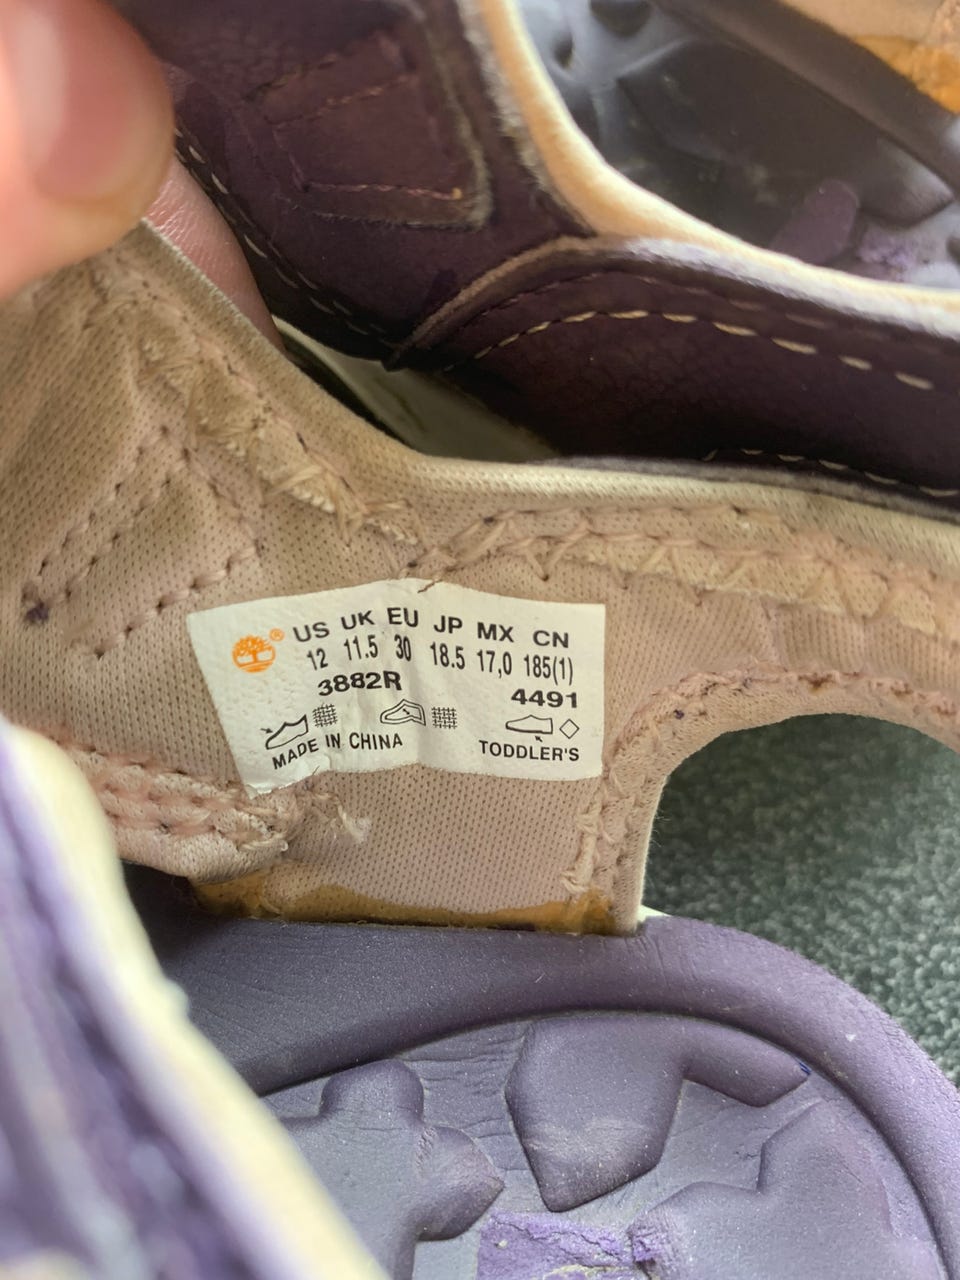 ®
US UK EU JP MX CN
12 11.5 30 18.5 17,0 185(1)
3882R 4491
MADE IN CHINA TODDLER'S